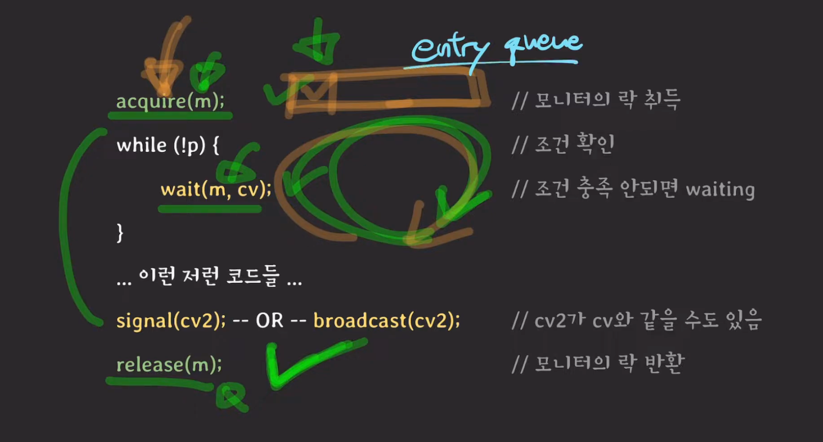 entry queue
acquire(m); // 모니터의 락 취득
while (!p) { // 조건 확인
wait(m, cv); // 조건 충족 안되면 waiting
}
... 이런 저런 코드들 ...
signal(cv2); -- OR -- broadcast(cv2); // cv2가 cv와 같을 수도 있음
release(m); // 모니터의 락 반환